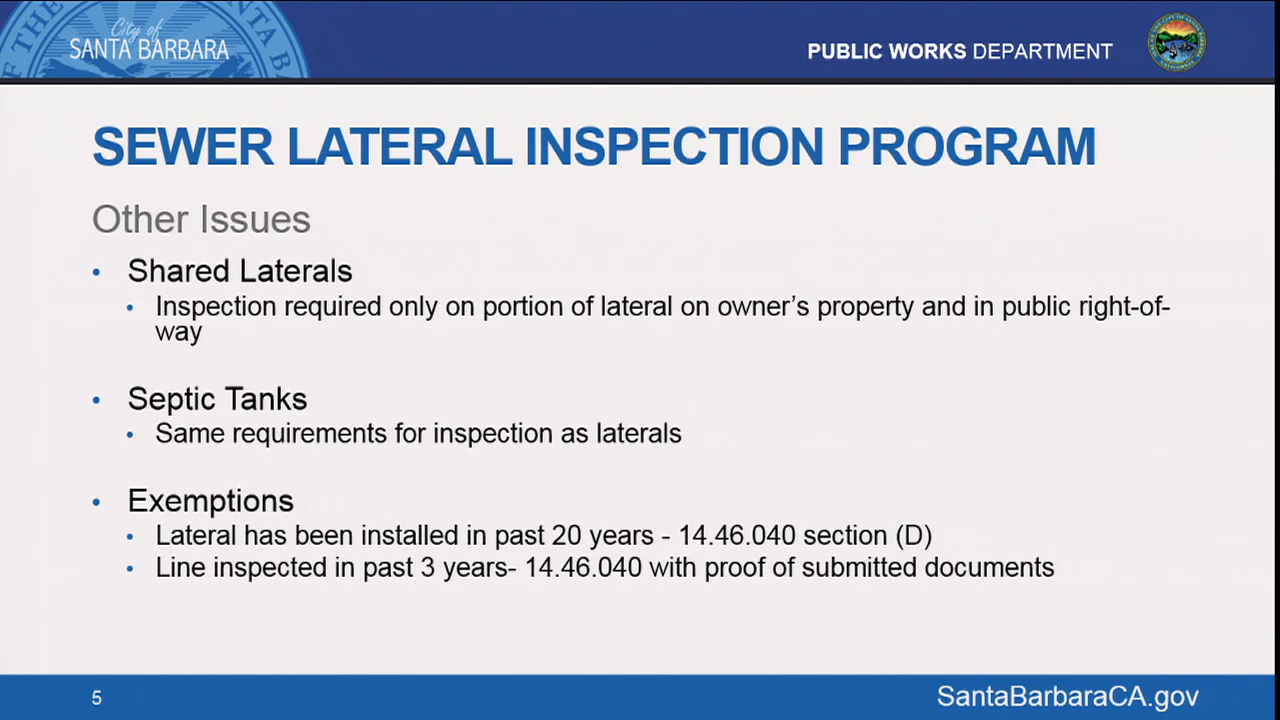 City of
SANTA BARBARA
PUBLIC WORKS DEPARTMENT
SEWER LATERAL INSPECTION PROGRAM
Other Issues
• Shared Laterals
• Inspection required only on portion of lateral on owner’s property and in public right-of-
way
• Septic Tanks
• Same requirements for inspection as laterals
• Exemptions
• Lateral has been installed in past 20 years - 14.46.040 section (D)
• Line inspected in past 3 years- 14.46.040 with proof of submitted documents
5
SantaBarbaraCA.gov